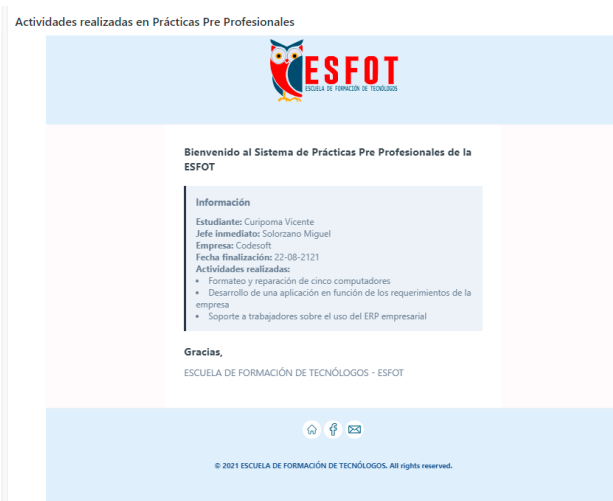 Actividades realizadas en Prácticas Pre Profesionales
ESFOT
ESCUELA DE FORMACIÓN DE TECNÓLOGOS
Bienvenido al Sistema de Prácticas Pre Profesionales de la
ESFOT
Información
Estudiante: Curipoma Vicente
Jefe inmediato: Solorzano Miguel
Empresa: Codesoft
Fecha finalización: 22-08-2121
Actividades realizadas:
• Formateo y reparación de cinco computadores
• Desarrollo de una aplicación en función de los requerimientos de la
empresa
• Soporte a trabajadores sobre el uso del ERP empresarial
Gracias,
ESCUELA DE FORMACIÓN DE TECNÓLOGOS - ESFOT
© 2021 ESCUELA DE FORMACIÓN DE TECNÓLOGOS. All rights reserved.